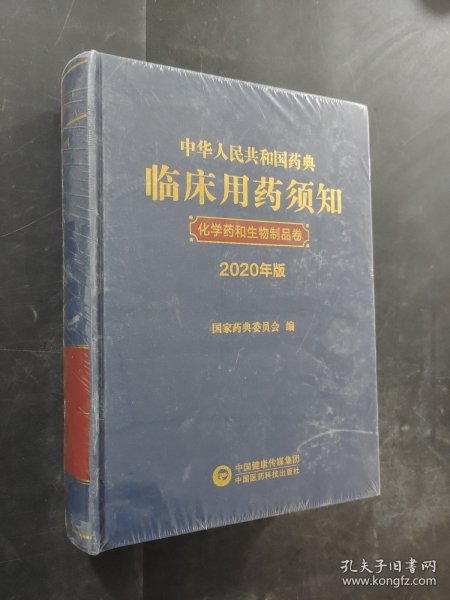 中华人民共和国药典
临床用药须知
化学药和生物制品卷
2020年版
国家药典委员会 编
中国健康传媒集团
中国医药科技出版社
孔夫子旧书网
www.kongfz.com